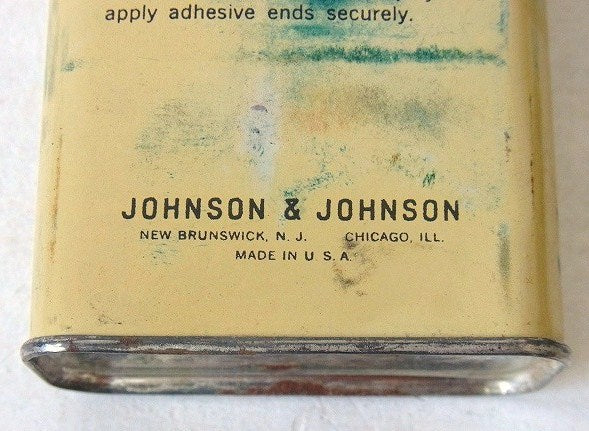 apply adhesive ends securely.
JOHNSON & JOHNSON
NEW BRUNSWICK, N. J. CHICAGO, ILL.
MADE IN U S. A.